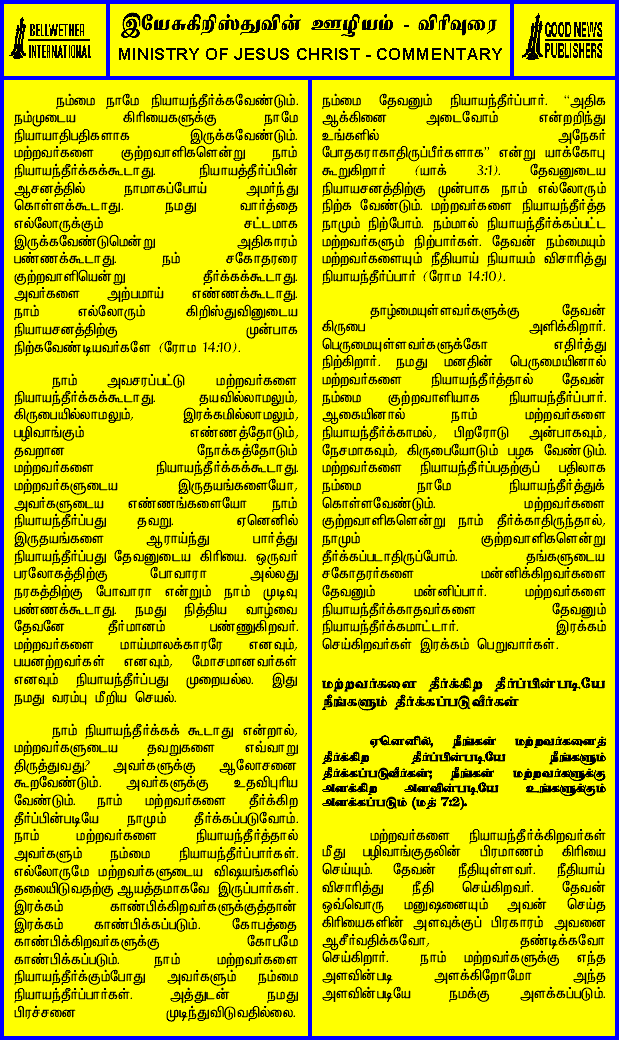 BELLWETHER
INTERNATIONAL
இயேசுகிறிஸ்துவின் ஊழியம் - விரிவுரை
MINISTRY OF JESUS CHRIST - COMMENTARY
GOOD NEWS
PUBLISHERS
நம்மை நாமே நியாயந்தீர்க்கவேண்டும்.
நம்முடைய கிரியைகளுக்கு நாமே
நியாயாதிபதிகளாக இருக்கவேண்டும்.
மற்றவர்களை குற்றவாளிகளென்று நாம்
நியாயந்தீர்க்கக்கூடாது. நியாயத்தீர்ப்பின்
ஆசனத்தில் நாமாகப்போய் அமர்ந்து
கொள்ளக்கூடாது. நமது வார்த்தை
எல்லோருக்கும் சட்டமாக
இருக்கவேண்டுமென்று அதிகாரம்
பண்ணக்கூடாது. நம் சகோதரரை
குற்றவாளியென்று தீர்க்கக்கூடாது.
அவர்களை அற்பமாய் எண்ணக்கூடாது.
நாம் எல்லோரும் கிறிஸ்துவினுடைய
நியாயசனத்திற்கு முன்பாக
நிற்கவேண்டியவர்களே (ரோம 14:10).
நாம் அவசரப்பட்டு மற்றவர்களை
நியாயந்தீர்க்கக்கூடாது. தயவில்லாமலும்,
கிருபையில்லாமலும், இரக்கமில்லாமலும்,
பழிவாங்கும் எண்ணத்தோடும்,
தவறான நோக்கத்தோடும்
மற்றவர்களை நியாயந்தீர்க்கக்கூடாது.
மற்றவர்களுடைய இருதயங்களையோ,
அவர்களுடைய எண்ணங்களையோ நாம்
நியாயந்தீர்ப்பது தவறு. ஏனெனில்
இருதயங்களை ஆராய்ந்து பார்த்து
நியாயந்தீர்ப்பது தேவனுடைய கிரியை. ஒருவர்
பரலோகத்திற்கு போவாரா அல்லது
நரகத்திற்கு போவாரா என்றும் நாம் முடிவு
பண்ணக்கூடாது. நமது நித்திய வாழ்வை
தேவனே தீர்மானம் பண்ணுகிறவர்.
மற்றவர்களை மாய்மாலக்காரரே எனவும்,
பயனற்றவர்கள் எனவும், மோசமானவர்கள்
எனவும் நியாயந்தீர்ப்பது முறையல்ல. இது
நமது வரம்பு மீறிய செயல்.
நாம் நியாயந்தீர்க்கக் கூடாது என்றால்,
மற்றவர்களுடைய தவறுகளை எவ்வாறு
திருத்துவது? அவர்களுக்கு ஆலோசனை
கூறவேண்டும். அவர்களுக்கு உதவிபுரிய
வேண்டும். நாம் மற்றவர்களை தீர்க்கிற
தீர்ப்பின்படியே நாமும் தீர்க்கப்படுவோம்.
நாம் மற்றவர்களை நியாயந்தீர்த்தால்
அவர்களும் நம்மை நியாயந்தீர்ப்பார்கள்.
எல்லோருமே மற்றவர்களுடைய விஷயங்களில்
தலையிடுவதற்கு ஆயத்தமாகவே இருப்பார்கள்.
இரக்கம் காண்பிக்கிறவர்களுக்குத்தான்
இரக்கம் காண்பிக்கப்படும். கோபத்தை
காண்பிக்கிறவர்களுக்கு கோபமே
காண்பிக்கப்படும். நாம் மற்றவர்களை
நியாயந்தீர்க்கும்போது அவர்களும் நம்மை
நியாயந்தீர்ப்பார்கள். அத்துடன் நமது
பிரச்சனை முடிந்துவிடுவதில்லை.
நம்மை தேவனும் நியாயந்தீர்ப்பார். “அதிக
ஆக்கினை அடைவோம் என்றறிந்து
உங்களில் அநேகர்
போதகராகாதிருப்பீர்களாக” என்று யாக்கோபு
கூறுகிறார் (யாக் 3:1). தேவனுடைய
நியாயசனத்திற்கு முன்பாக நாம் எல்லோரும்
நிற்க வேண்டும். மற்றவர்களை நியாயந்தீர்த்த
நாமும் நிற்போம். நம்மால் நியாயந்தீர்க்கப்பட்ட
மற்றவர்களும் நிற்பார்கள். தேவன் நம்மையும்
மற்றவர்களையும் நீதியாய் நியாயம் விசாரித்து
நியாயந்தீர்ப்பார் (ரோம 14:10).
தாழ்மையுள்ளவர்களுக்கு தேவன்
கிருபை அளிக்கிறார்.
பெருமையுள்ளவர்களுக்கோ எதிர்த்து
நிற்கிறார். நமது மனதின் பெருமையினால்
மற்றவர்களை நியாயந்தீர்த்தால் தேவன்
நம்மை குற்றவாளியாக நியாயந்தீர்ப்பார்.
ஆகையினால் நாம் மற்றவர்களை
நியாயந்தீர்க்காமல், பிறரோடு அன்பாகவும்,
நேசமாகவும், கிருபையோடும் பழக வேண்டும்.
மற்றவர்களை நியாயந்தீர்ப்பதற்குப் பதிலாக
நம்மை நாமே நியாயந்தீர்த்துக்
கொள்ளவேண்டும். மற்றவர்களை
குற்றவாளிகளென்று நாம் தீர்க்காதிருந்தால்,
நாமும் குற்றவாளிகளென்று
தீர்க்கப்படாதிருப்போம். தங்களுடைய
சகோதரர்களை மன்னிக்கிறவர்களை
தேவனும் மன்னிப்பார். மற்றவர்களை
நியாயந்தீர்க்காதவர்களை தேவனும்
நியாயந்தீர்க்கமாட்டார். இரக்கம்
செய்கிறவர்கள் இரக்கம் பெறுவார்கள்.
மற்றவர்களை தீர்க்கிற தீர்ப்பின்படியே
நீங்களும் தீர்க்கப்படுவீர்கள்
ஏனெனில், நீங்கள் மற்றவர்களைத்
தீர்க்கிற தீர்ப்பின்படியே நீங்களும்
தீர்க்கப்படுவீர்கள்; நீங்கள் மற்றவர்களுக்கு
அளக்கிற அளவின்படியே உங்களுக்கும்
அளக்கப்படும் (மத் 7:2).
மற்றவர்களை நியாயந்தீர்க்கிறவர்கள்
மீது பழிவாங்குதலின் பிரமாணம் கிரியை
செய்யும். தேவன் நீதியுள்ளவர். நீதியாய்
விசாரித்து நீதி செய்கிறவர். தேவன்
ஒவ்வொரு மனுஷனையும் அவன் செய்த
கிரியைகளின் அளவுக்குப் பிரகாரம் அவனை
ஆசீர்வதிக்கவோ, தண்டிக்கவோ
செய்கிறார். நாம் மற்றவர்களுக்கு எந்த
அளவின்படி அளக்கிறோமோ அந்த
அளவின்படியே நமக்கு அளக்கப்படும்.